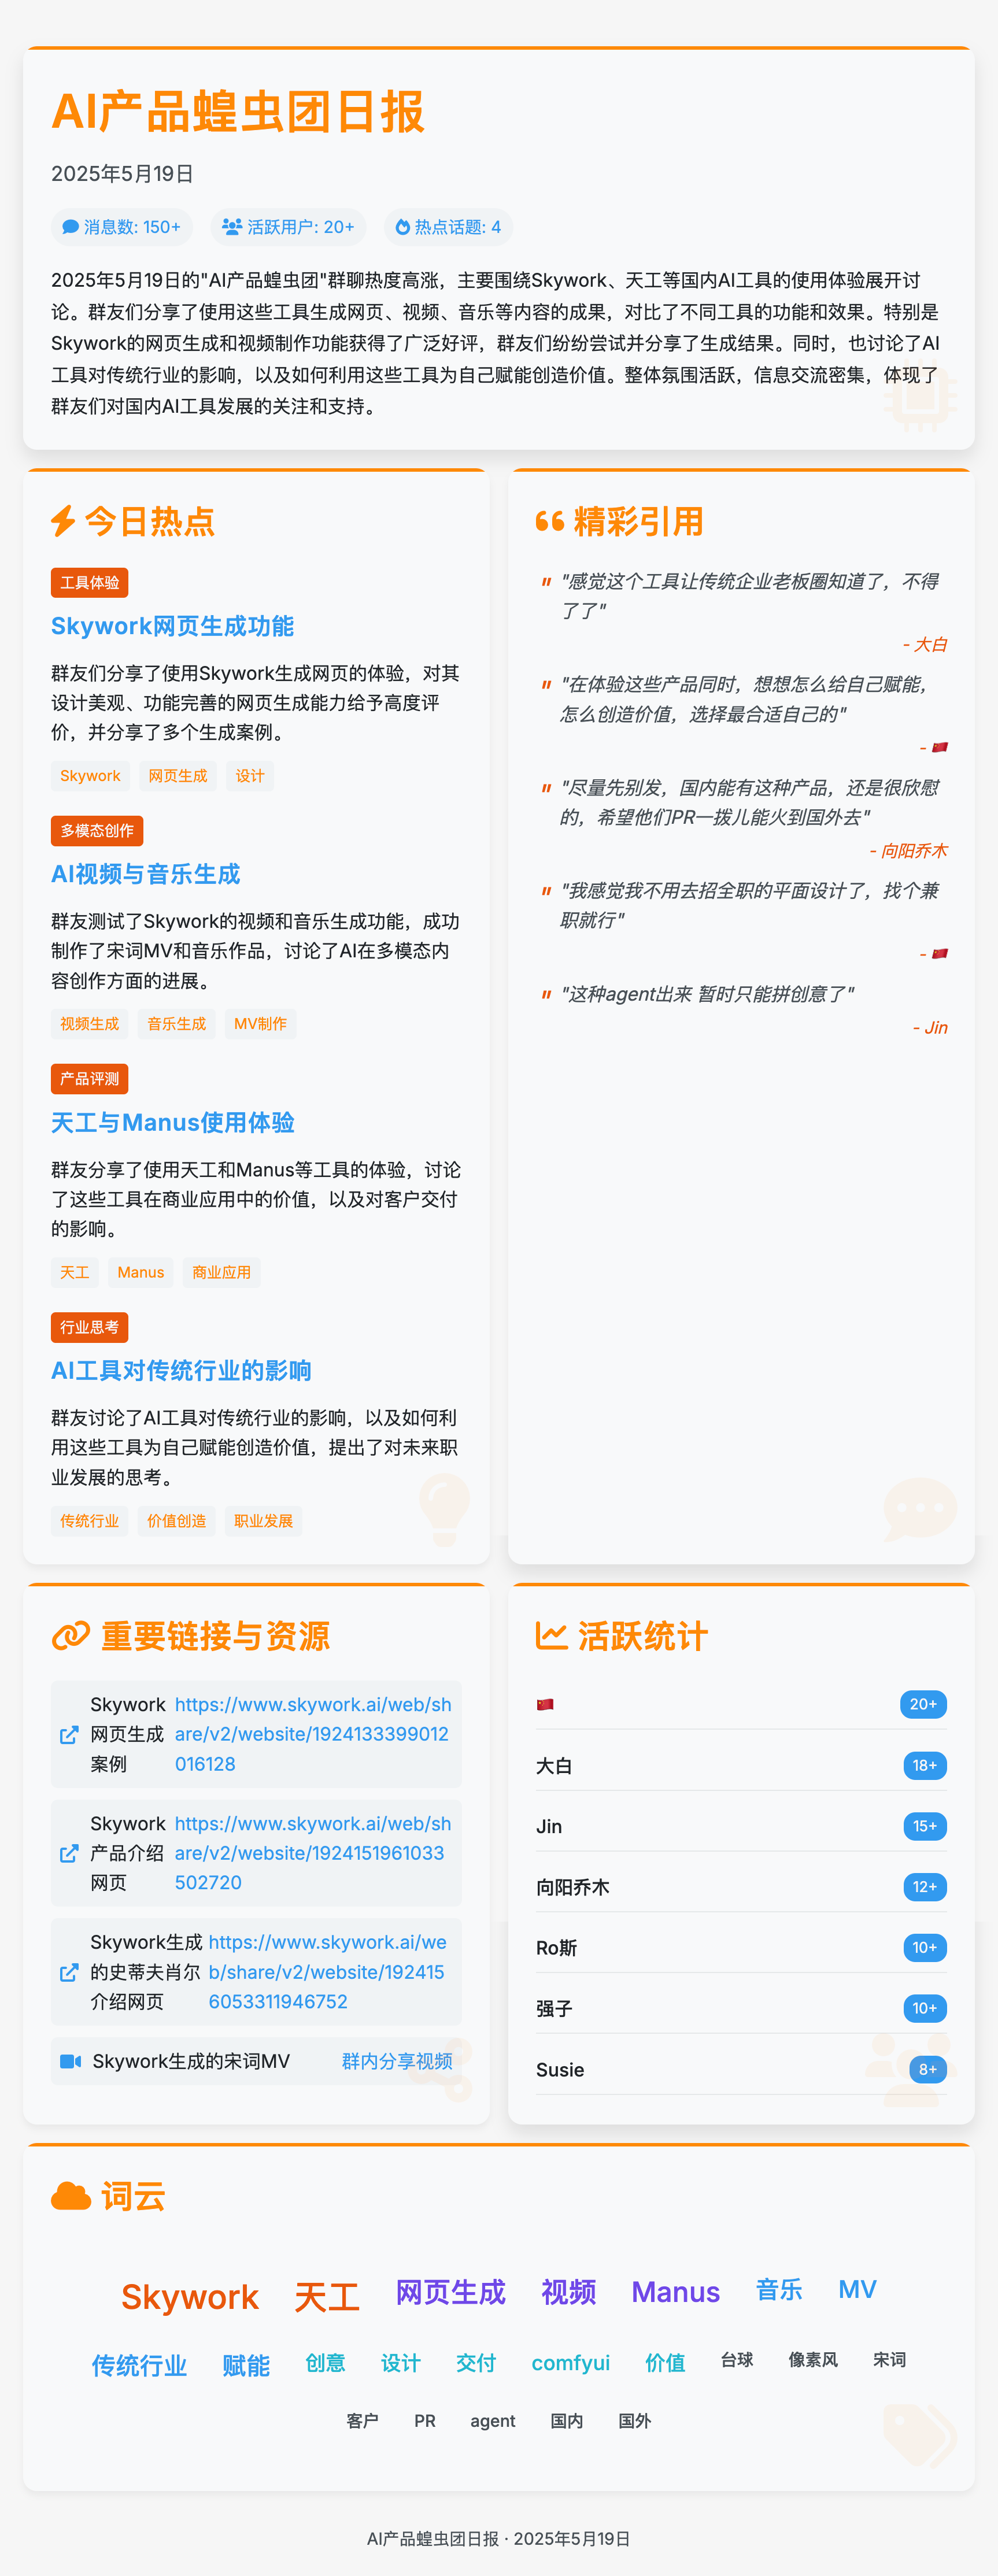 AI产品蝗虫团日报
2025年5月19日
消息数: 150+ 活跃用户: 20+ 热点话题: 4
2025年5月19日的"AI产品蝗虫团"群聊热度高涨，主要围绕Skywork、天工等国内AI工具的使用体验展开讨
论。群友们分享了使用这些工具生成网页、视频、音乐等内容的成果，对比了不同工具的功能和效果。特别是
Skywork的网页生成和视频制作功能获得了广泛好评，群友们纷纷尝试并分享了生成结果。同时，也讨论了AI
工具对传统行业的影响，以及如何利用这些工具为自己赋能创造价值。整体氛围活跃，信息交流密集，体现了
群友们对国内AI工具发展的关注和支持。
今日热点
工具体验
Skywork网页生成功能
群友们分享了使用Skywork生成网页的体验，对其
设计美观、功能完善的网页生成能力给予高度评
价，并分享了多个生成案例。
Skywork 网页生成 设计
多模态创作
AI视频与音乐生成
群友测试了Skywork的视频和音乐生成功能，成功
制作了宋词MV和音乐作品，讨论了AI在多模态内
容创作方面的进展。
视频生成 音乐生成 MV制作
产品评测
天工与Manus使用体验
群友分享了使用天工和Manus等工具的体验，讨论
了这些工具在商业应用中的价值，以及对客户交付
的影响。
天工 Manus 商业应用
行业思考
AI工具对传统行业的影响
群友讨论了AI工具对传统行业的影响，以及如何利
用这些工具为自己赋能创造价值，提出了对未来职
业发展的思考。
传统行业 价值创造 职业发展
精彩引用
"感觉这个工具让传统企业老板圈知道了，不得
了了"
- 大白
"在体验这些产品同时，想想怎么给自己赋能，
怎么创造价值，选择最合适自己的"
- 🇨🇳
"尽量先别发，国内能有这种产品，还是很欣慰
的，希望他们PR一拨儿能火到国外去"
- 向阳乔木
"我感觉我不用去招全职的平面设计了，找个兼
职就行"
- 🇨🇳
"这种agent出来 暂时只能拼创意了"
- Jin
重要链接与资源
Skywork
网页生成
案例
https://www.skywork.ai/web/sh
are/v2/website/1924133399012
016128
Skywork
产品介绍
网页
https://www.skywork.ai/web/sh
are/v2/website/1924151961033
502720
Skywork生成
的史蒂夫肖尔
介绍网页
https://www.skywork.ai/we
b/share/v2/website/192415
6053311946752
Skywork生成的宋词MV 群内分享视频
活跃统计
🇨🇳 20+
大白 18+
Jin 15+
向阳乔木 12+
Ro斯 10+
强子 10+
Susie 8+
词云
Skywork 天工 网页生成 视频 Manus 音乐 MV
传统行业 赋能 创意 设计 交付 comfyui 价值 台球 像素风 宋词
客户 PR agent 国内 国外
AI产品蝗虫团日报 · 2025年5月19日